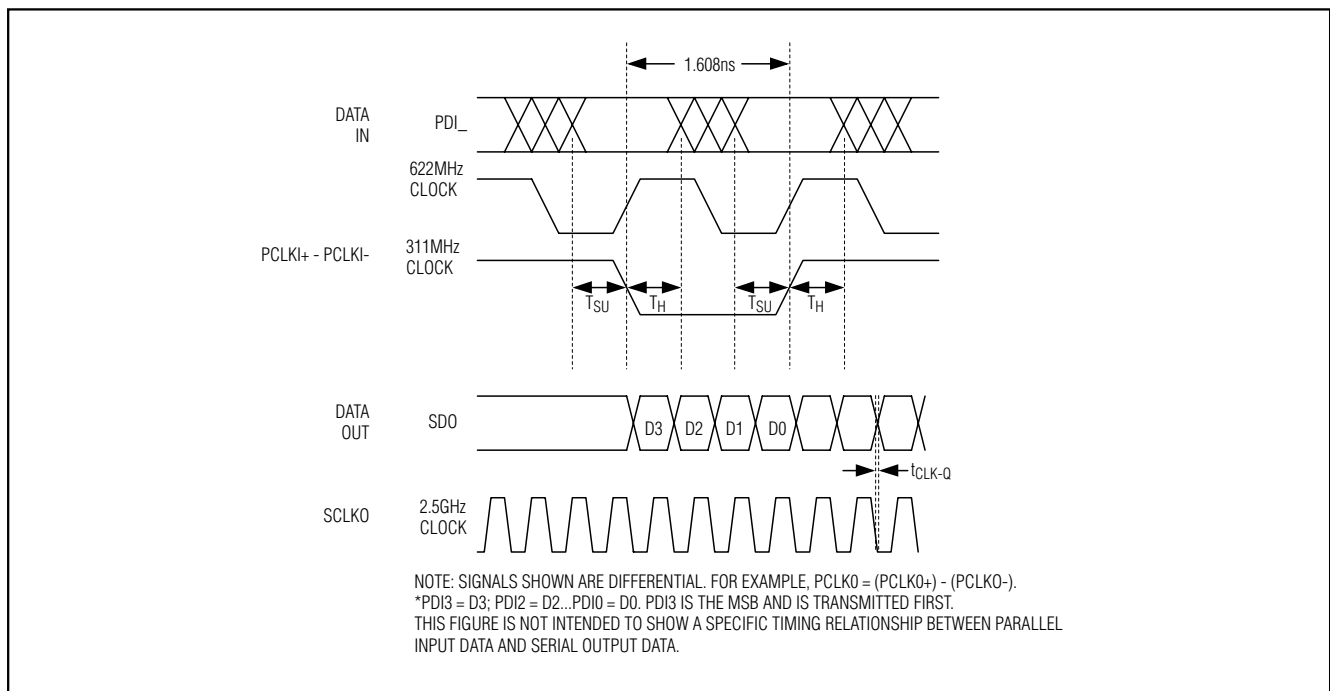 1.608ns
DATA
IN
PDI_
622MHz
CLOCK
PCLKI+ - PCLKI-
311MHz
CLOCK
TSU
TH
TSU
TH
DATA
OUT
SDO
D3
D2
D1
D0
tCLK-Q
SCLKO
2.5GHz
CLOCK
NOTE: SIGNALS SHOWN ARE DIFFERENTIAL. FOR EXAMPLE, PCLK0 = (PCLK0+) - (PCLKO-).
*PDI3 = D3; PDI2 = D2...PDI0 = D0. PDI3 IS THE MSB AND IS TRANSMITTED FIRST.
THIS FIGURE IS NOT INTENDED TO SHOW A SPECIFIC TIMING RELATIONSHIP BETWEEN PARALLEL
INPUT DATA AND SERIAL OUTPUT DATA.